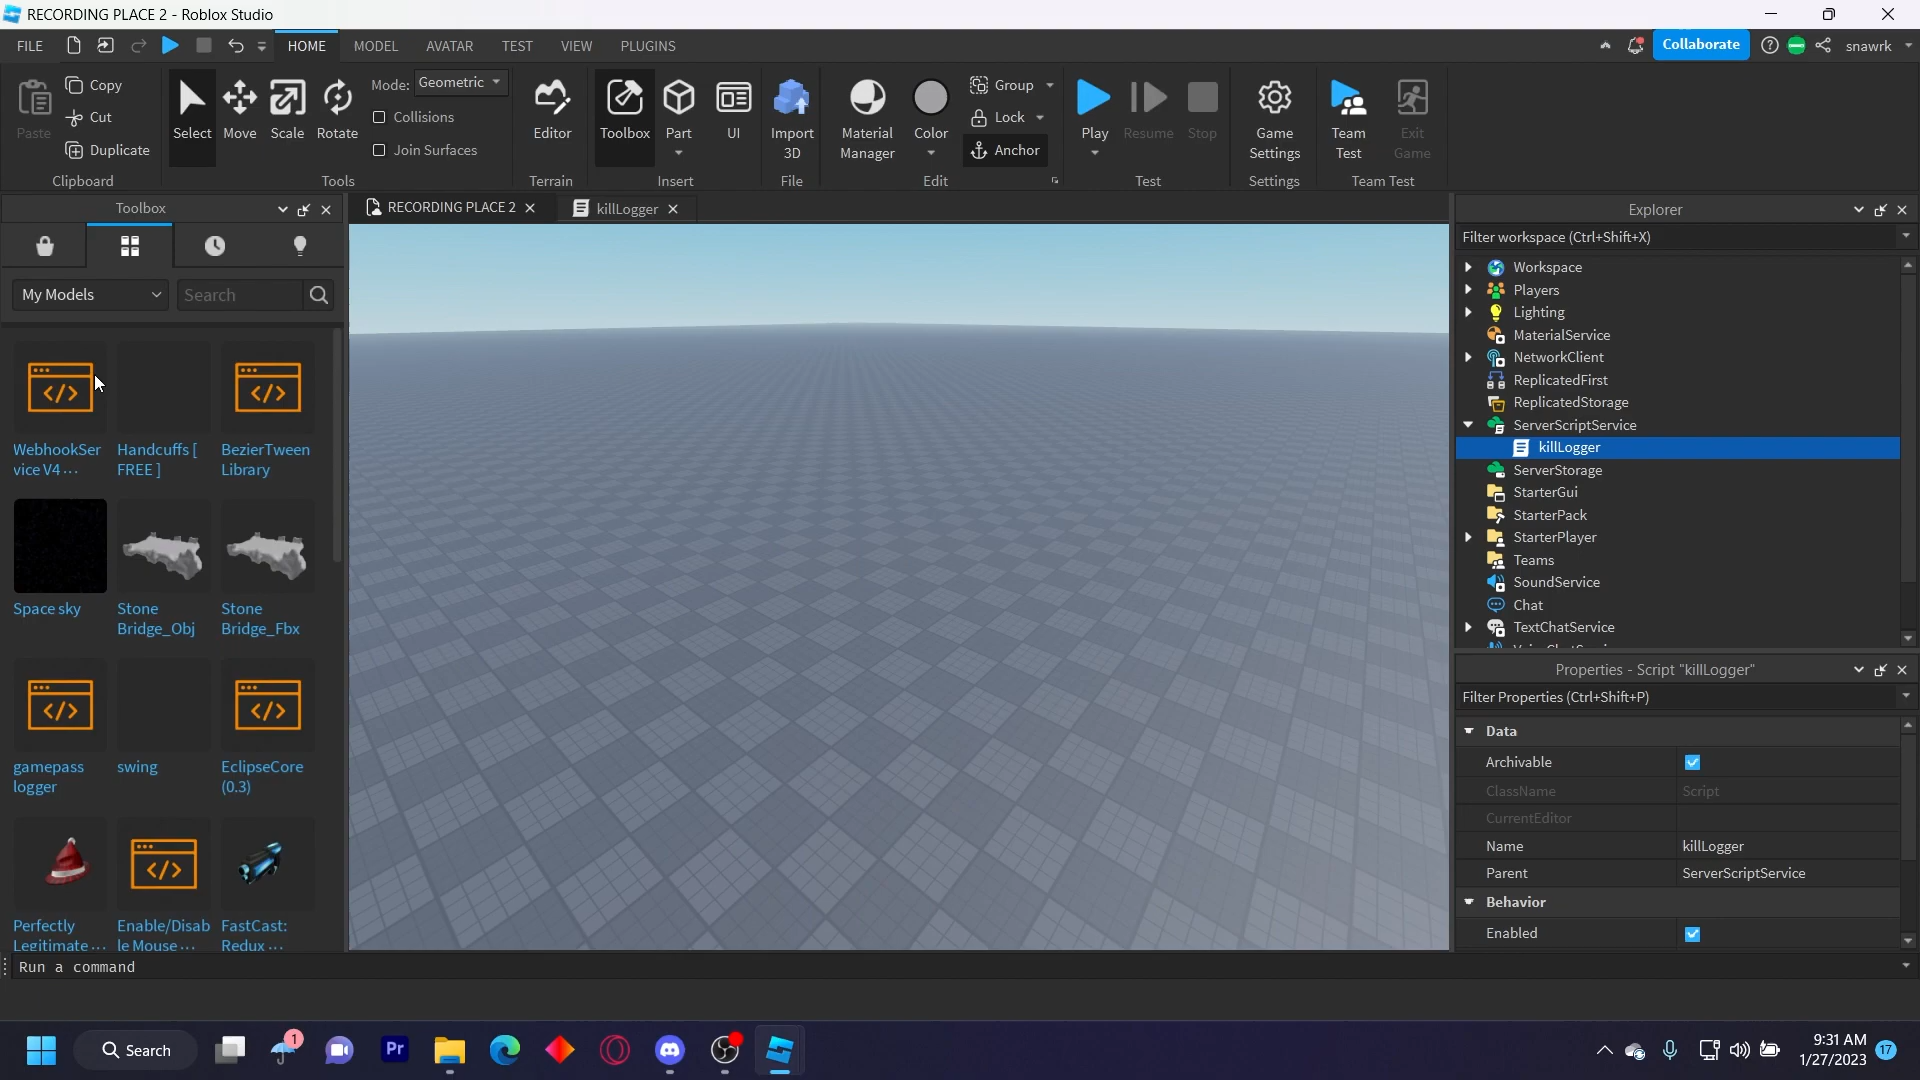 RECORDING PLACE 2 - Roblox Studio
FILE HOME MODEL AVATAR TEST VIEW PLUGINS Collaborate snawrk
Paste Copy Cut Duplicate
Clipboard
Select Move Scale Rotate
Mode: Geometric
Collisions
Join Surfaces
Tools
Editor
Terrain
Toolbox Part UI
Insert
Import
3D
File
Material
Manager
Color
Group
Lock
Anchor
Edit
Play Resume Stop
Test
Game
Settings
Settings
Team
Test
Exit
Game
Team Test
Toolbox
My Models Search
WebhookSer
vice V4 ...
Handcuffs [
FREE ]
BezierTween
Library
Space sky
Stone
Bridge_Obj
Stone
Bridge_Fbx
gamepass
logger
swing
EclipseCore
(0.3)
Perfectly
Legitimate ...
Enable/Disab
le Mouse ...
FastCast:
Redux ...
RECORDING PLACE 2
killLogger
Explorer
Filter workspace (Ctrl+Shift+X)
Workspace
Players
Lighting
MaterialService
NetworkClient
ReplicatedFirst
ReplicatedStorage
ServerScriptService
killLogger
ServerStorage
StarterGui
StarterPack
StarterPlayer
Teams
SoundService
Chat
TextChatService
Properties - Script "killLogger"
Filter Properties (Ctrl+Shift+P)
Data
Archivable
ClassName Script
CurrentEditor
Name killLogger
Parent ServerScriptService
Behavior
Enabled
Run a command
Search
1
Pr
9:31 AM
1/27/2023
17